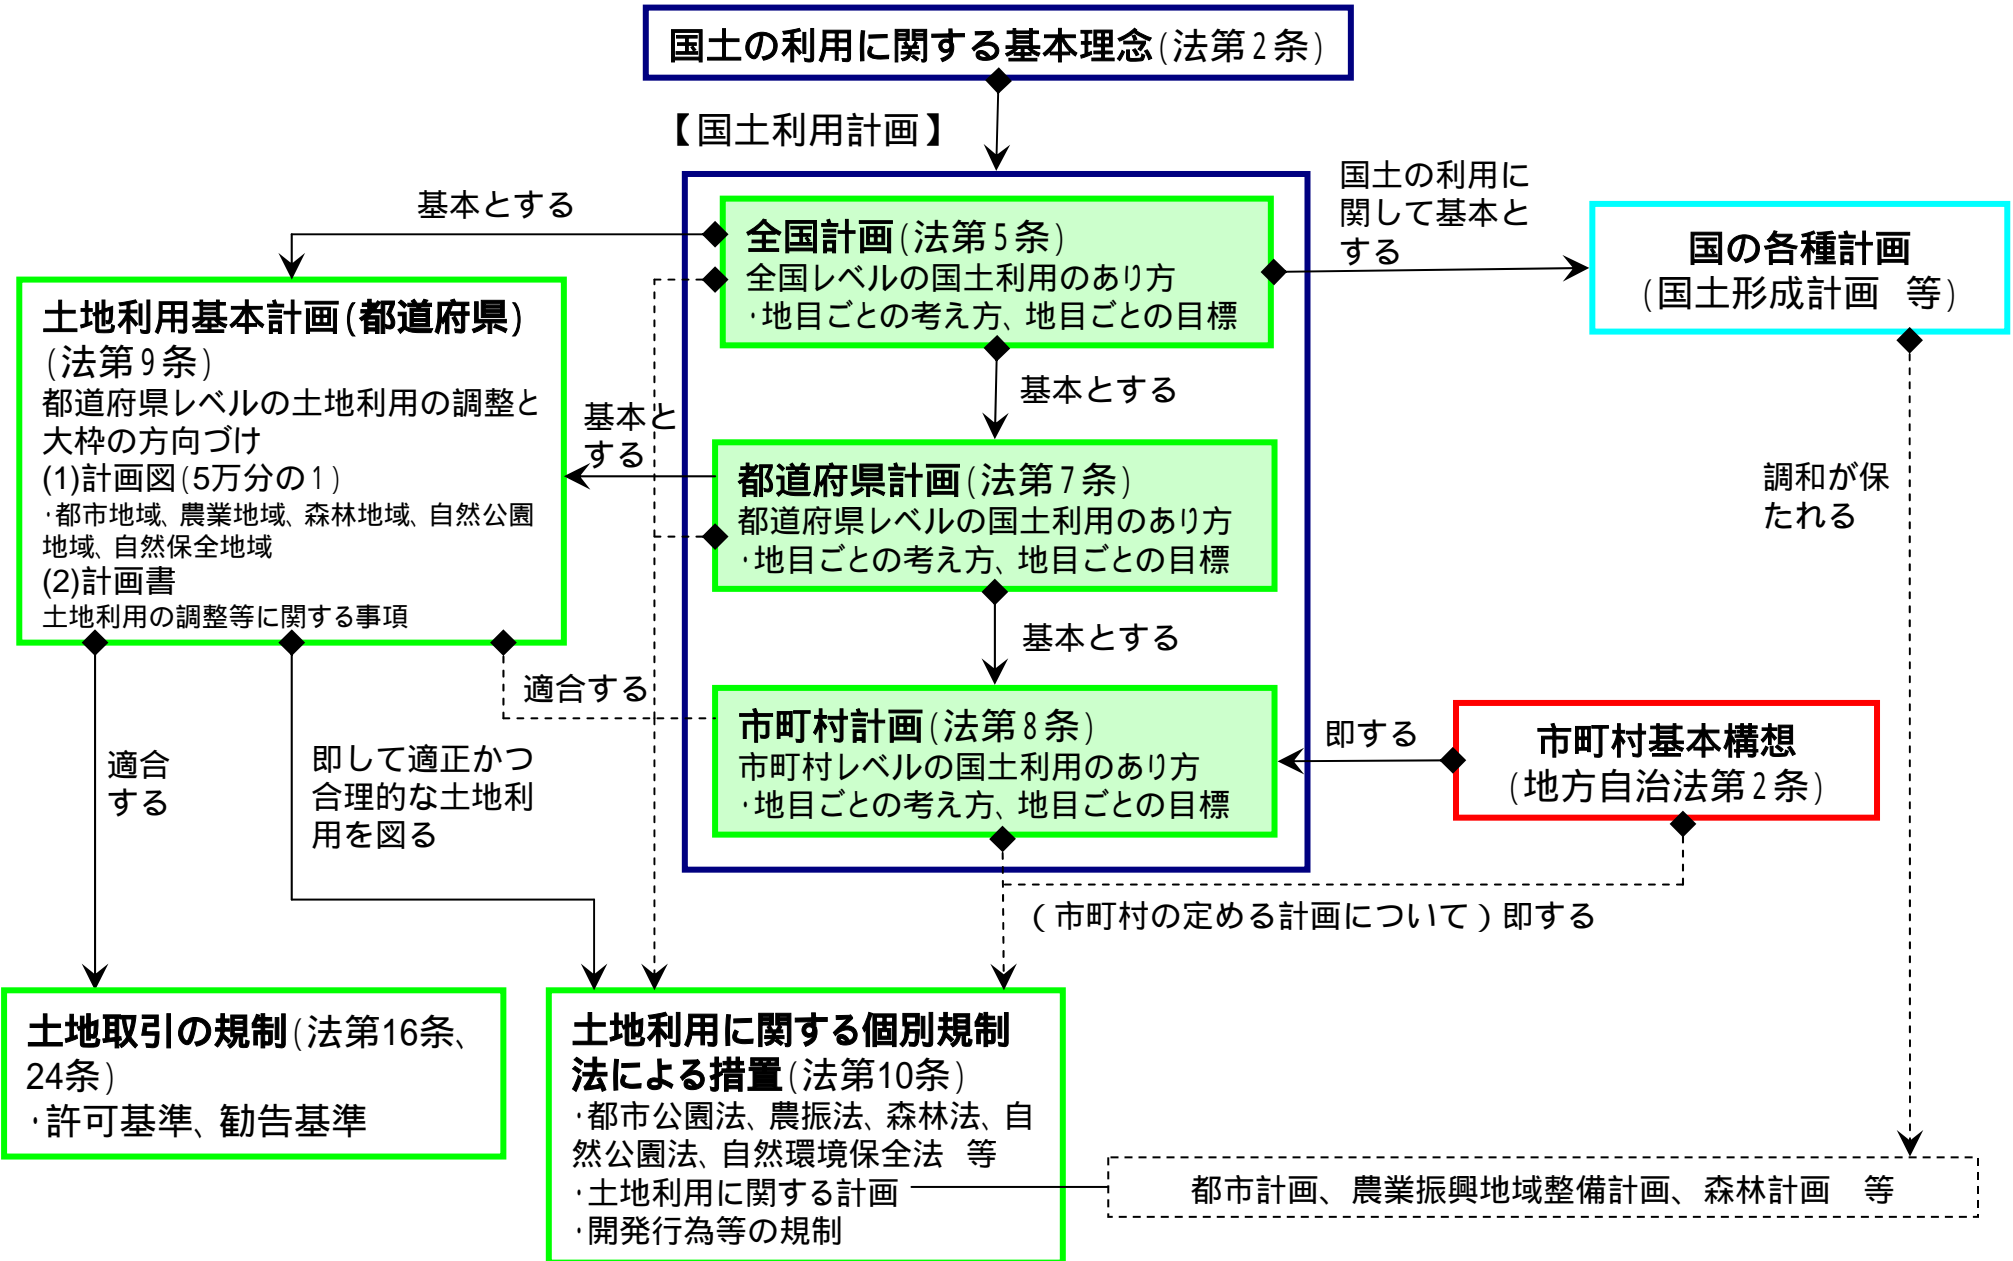 国土の利用に関する基本理念(法第2条)
【国土利用計画】
基本とする
国土の利用に
関して基本と
する
全国計画(法第5条)
全国レベルの国土利用のあり方
・地目ごとの考え方、地目ごとの目標
国の各種計画
(国土形成計画　等)
土地利用基本計画(都道府県)
(法第9条)
都道府県レベルの土地利用の調整と
大枠の方向づけ
(1)計画図(5万分の1)
・都市地域、農業地域、森林地域、自然公園
地域、自然保全地域
(2)計画書
土地利用の調整等に関する事項
基本とする
基本と
する
都道府県計画(法第7条)
都道府県レベルの国土利用のあり方
・地目ごとの考え方、地目ごとの目標
調和が保
たれる
基本とする
適合する
市町村計画(法第8条)
市町村レベルの国土利用のあり方
・地目ごとの考え方、地目ごとの目標
即する
市町村基本構想
(地方自治法第2条)
適合
する
即して適正かつ
合理的な土地利
用を図る
(市町村の定める計画について)即する
土地取引の規制(法第16条、
24条)
・許可基準、勧告基準
土地利用に関する個別規制
法による措置(法第10条)
・都市公園法、農振法、森林法、自
然公園法、自然環境保全法　等
・土地利用に関する計画
・開発行為等の規制
都市計画、農業振興地域整備計画、森林計画　等